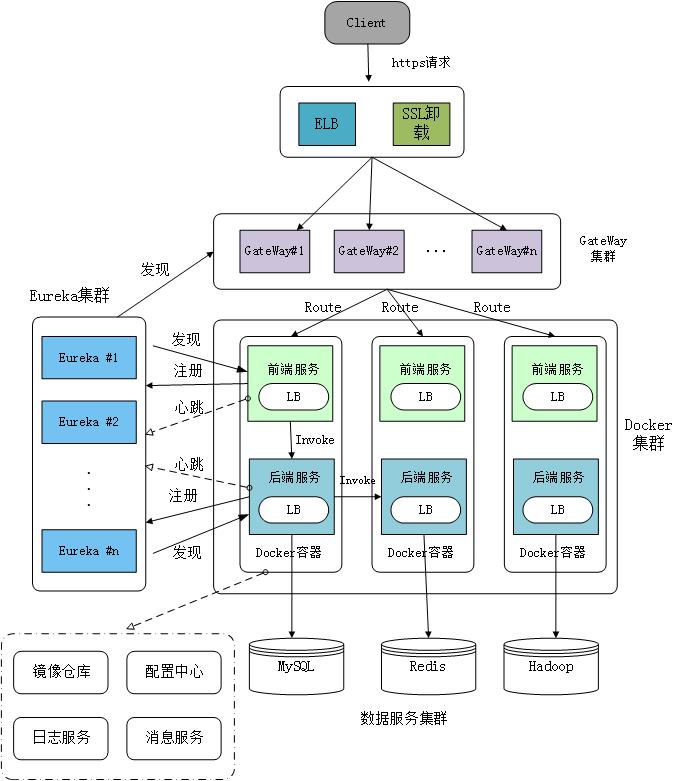 Client
https请求
ELB
SSL卸
载
GateWay#1
GateWay#2
...
GateWay#n
GateWay
集群
发现
Eureka集群
Route
Route
Route
Eureka #1
发现
注册
心跳
前端服务
LB
前端服务
LB
前端服务
LB
Eureka #2
Invoke
Docker
集群
心跳
注册
发现
后端服务
LB
Invoke
后端服务
LB
后端服务
LB
Eureka #n
Docker容器
Docker容器
Docker容器
MySQL
Redis
Hadoop
镜像仓库
配置中心
日志服务
消息服务
数据服务集群